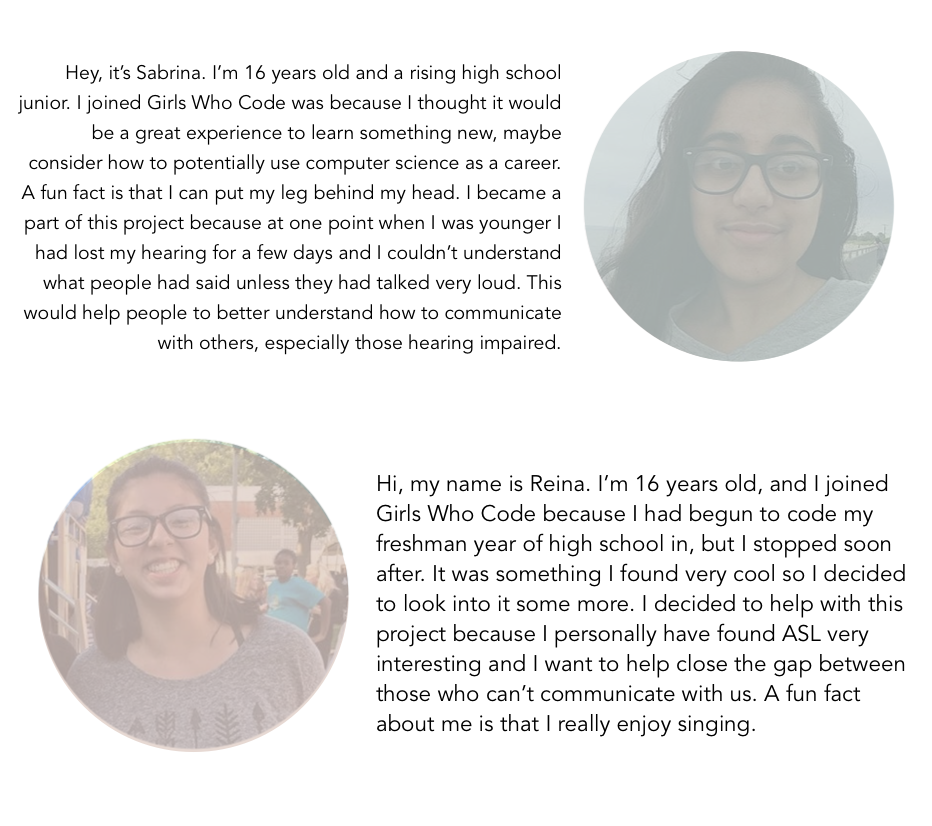 Hey, it's Sabrina. I'm 16 years old and a rising high school
junior. I joined Girls Who Code was because I thought it would
be a great experience to learn something new, maybe
consider how to potentially use computer science as a career.
A fun fact is that I can put my leg behind my head. I became a
part of this project because at one point when I was younger I
had lost my hearing for a few days and I couldn't understand
what people had said unless they had talked very loud. This
would help people to better understand how to communicate
with others, especially those hearing impaired.
Hi, my name is Reina. I'm 16 years old, and I joined
Girls Who Code because I had begun to code my
freshman year of high school in, but I stopped soon
after. It was something I found very cool so I decided
to look into it some more. I decided to help with this
project because I personally have found ASL very
interesting and I want to help close the gap between
those who can't communicate with us. A fun fact
about me is that I really enjoy singing.